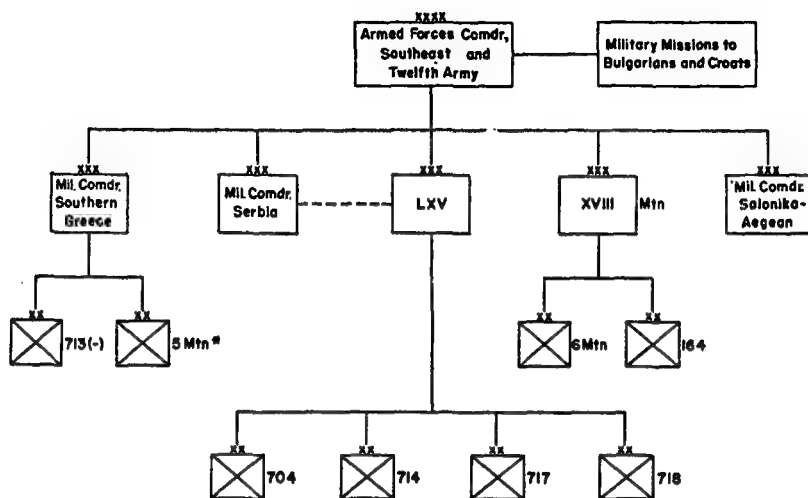 XXXX
Armed Forces Comdr,
Southeast and
Twelfth Army
Military Missions to
Bulgarians and Croats
XXX
Mil. Comdr.
Southern
Greece
XXX
Mil. Comdr.
Serbia
XXX
LXV
XXX
XVIII
Mtn
XXX
Mil. Comdr.
Salonika-
Aegean
XX
713(-)
XX
5 Mtn*
XX
6 Mtn
XX
164
XX
704
XX
714
XX
717
XX
718